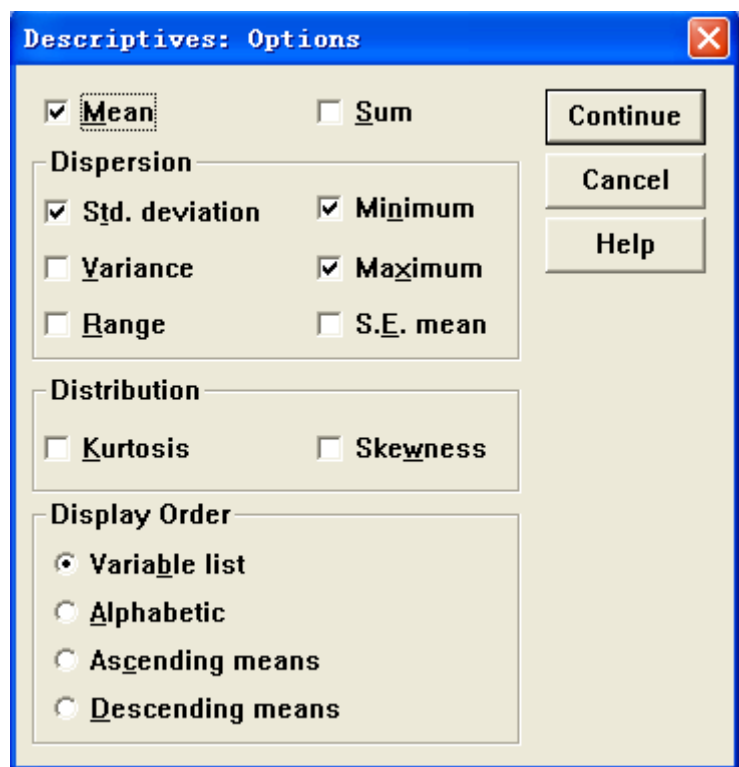 Descriptives: Options
Mean Sum
Continue
Dispersion
Cancel
Std. deviation Minimum
Help
Variance Maximum
Range S.E. mean
Distribution
Kurtosis Skewness
Display Order
Variable list
Alphabetic
Ascending means
Descending means